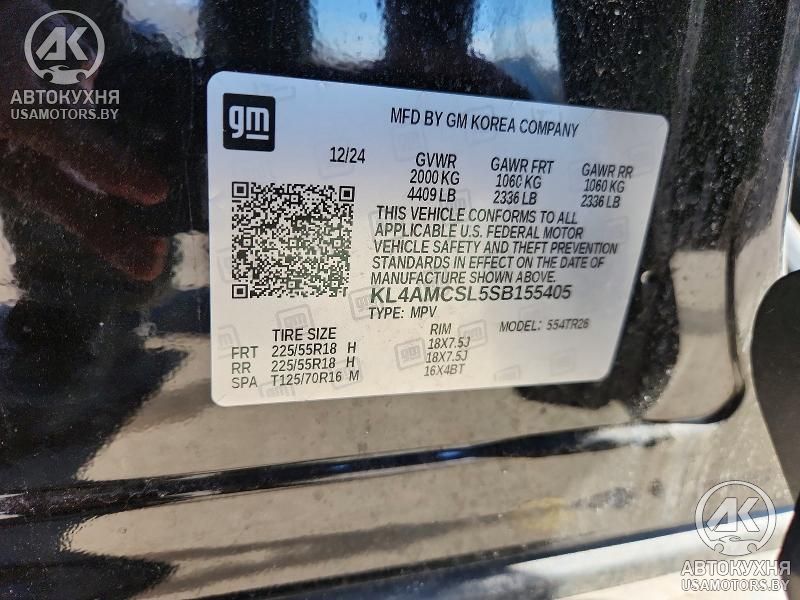 AK
АВТОКУХНЯ
USAMOTORS.BY
gm
MFD BY GM KOREA COMPANY
12/24 GVWR GAWR FRT GAWR RR
2000 KG 1060 KG 1060 KG
4409 LB 2336 LB 2336 LB
THIS VEHICLE CONFORMS TO ALL
APPLICABLE U.S. FEDERAL MOTOR
VEHICLE SAFETY AND THEFT PREVENTION
STANDARDS IN EFFECT ON THE DATE OF
MANUFACTURE SHOWN ABOVE.
KL4AMCSL5SB155405
TYPE: MPV
TIRE SIZE RIM MODEL: 554TR26
FRT 225/55R18 H 18X7.5J
RR 225/55R18 H 18X7.5J
SPA T125/70R16 M 16X4BT
AK
АВТОКУХНЯ
USAMOTORS.BY